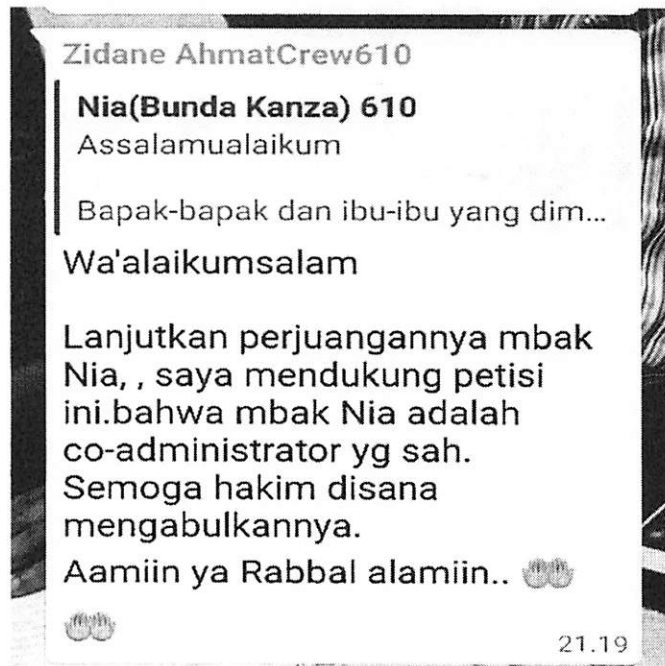 Zidane AhmatCrew610
Nia(Bunda Kanza) 610
Assalamualaikum
Bapak-bapak dan ibu-ibu yang dim...
Wa'alaikumsalam
Lanjutkan perjuangannya mbak
Nia, , saya mendukung petisi
ini.bahwa mbak Nia adalah
co-administrator yg sah.
Semoga hakim disana
mengabulkannya.
Aamiin ya Rabbal alamiin.. 🤲
🤲
21.19